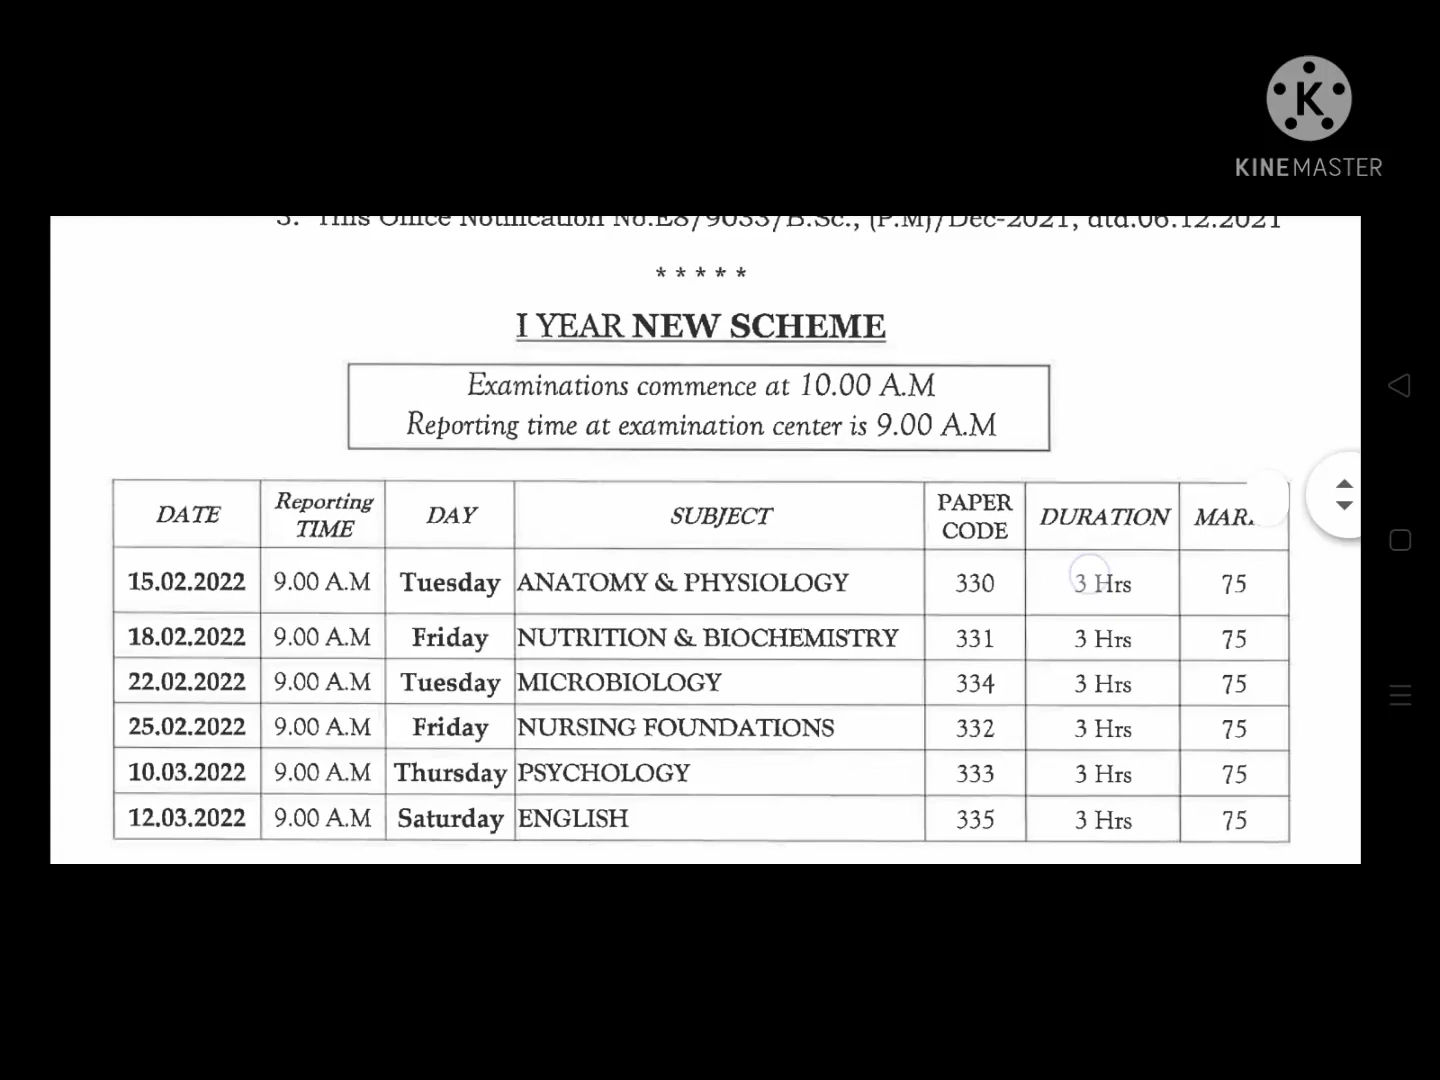 KINEMASTER
3. This Office Notification No.E8/9033/B.Sc., (P.M)/Dec-2021, dtd.06.12.2021
*****
I YEAR NEW SCHEME
Examinations commence at 10.00 A.M
Reporting time at examination center is 9.00 A.M
DATE Reporting TIME DAY SUBJECT PAPER CODE DURATION MAR
15.02.2022 9.00 A.M Tuesday ANATOMY & PHYSIOLOGY 330 3 Hrs 75
18.02.2022 9.00 A.M Friday NUTRITION & BIOCHEMISTRY 331 3 Hrs 75
22.02.2022 9.00 A.M Tuesday MICROBIOLOGY 334 3 Hrs 75
25.02.2022 9.00 A.M Friday NURSING FOUNDATIONS 332 3 Hrs 75
10.03.2022 9.00 A.M Thursday PSYCHOLOGY 333 3 Hrs 75
12.03.2022 9.00 A.M Saturday ENGLISH 335 3 Hrs 75